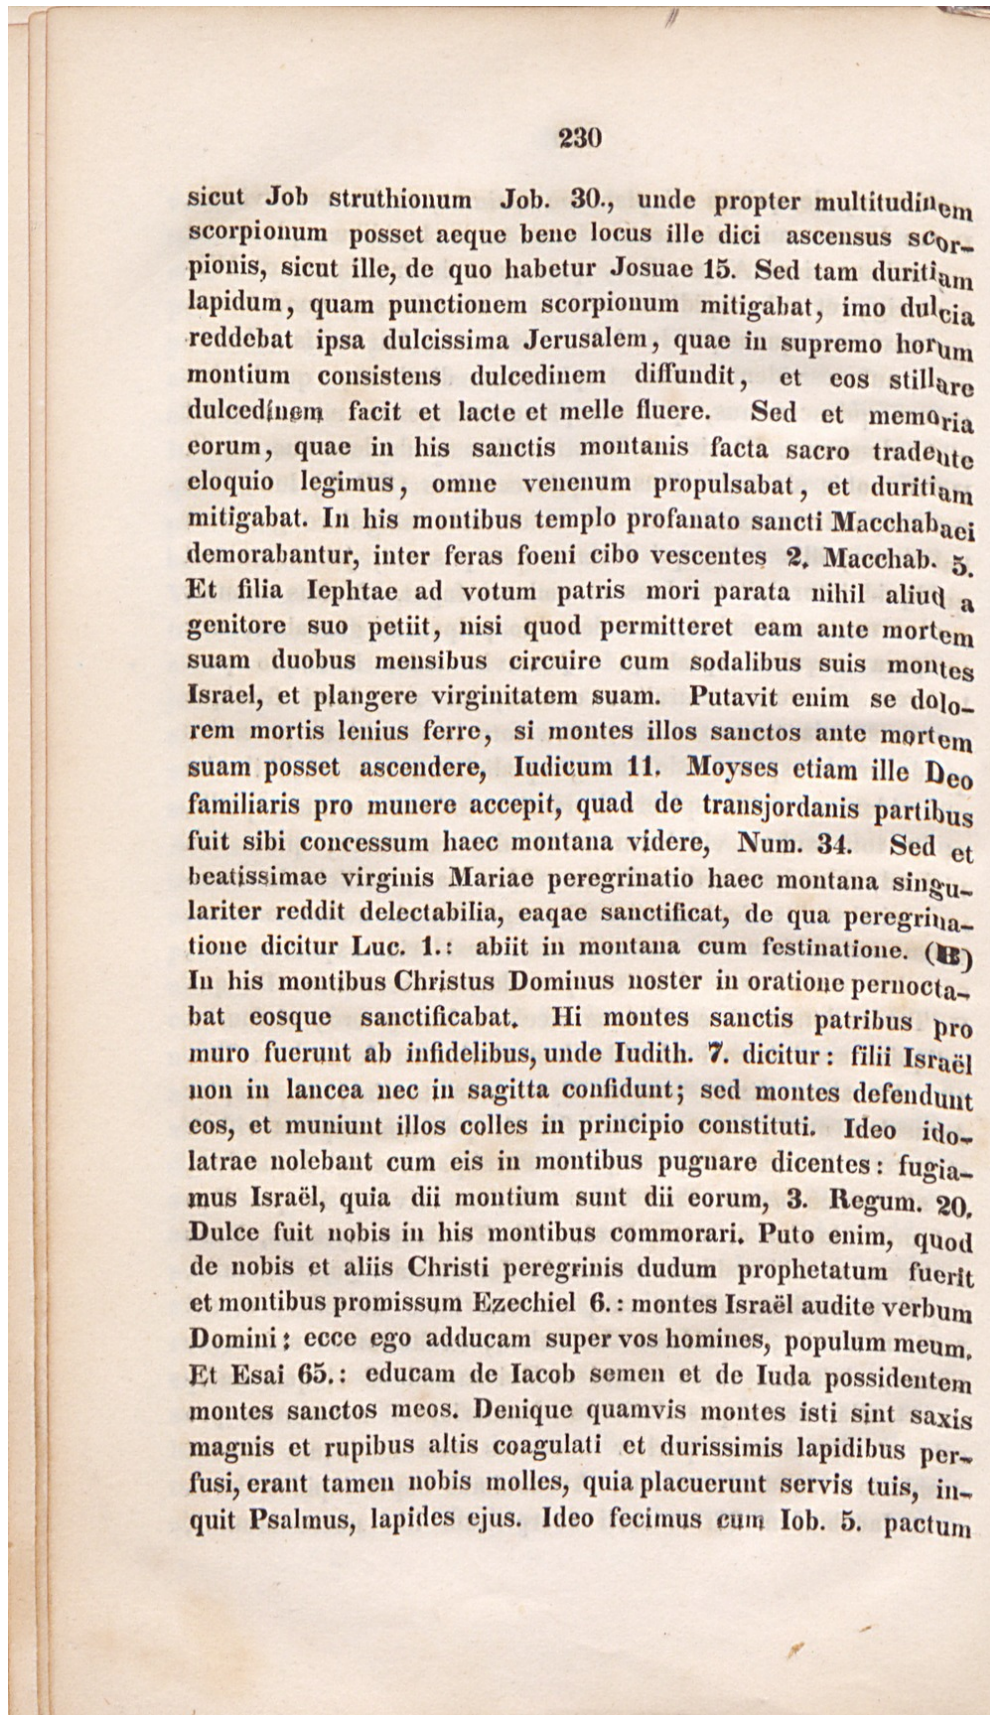 230
sicut Job struthionum Job. 30., unde propter multitudinem
scorpionum posset aeque bene locus ille dici ascensus scor-
pionis, sicut ille, de quo habetur Josuae 15. Sed tam duritiam
lapidum, quam punctionem scorpionum mitigabat, imo dulcia
reddebat ipsa dulcissima Jerusalem, quae in supremo horum
montium consistens dulcedinem diffundit, et eos stillare
dulcedinem facit et lacte et melle fluere. Sed et memoria
eorum, quae in his sanctis montanis facta sacro tradente
eloquio legimus, omne venenum propulsabat, et duritiam
mitigabat. In his montibus templo profanato sancti Macchabaei
demorabantur, inter feras foeni cibo vescentes 2. Macchab. 5.
Et filia Iephtae ad votum patris mori parata nihil aliud a
genitore suo petiit, nisi quod permitteret eam ante mortem
suam duobus mensibus circuire cum sodalibus suis montes
Israel, et plangere virginitatem suam. Putavit enim se dolo-
rem mortis lenius ferre, si montes illos sanctos ante mortem
suam posset ascendere, Iudicum 11. Moyses etiam ille Deo
familiaris pro munere accepit, quad de transjordanis partibus
fuit sibi concessum haec montana videre, Num. 34. Sed et
beatissimae virginis Mariae peregrinatio haec montana singu-
lariter reddit delectabilia, eaqae sanctificat, de qua peregrina-
tione dicitur Luc. 1.: abiit in montana cum festinatione. (B)
In his montibus Christus Dominus noster in oratione pernocta-
bat eosque sanctificabat. Hi montes sanctis patribus pro
muro fuerunt ab infidelibus, unde Iudith. 7. dicitur: filii Israël
non in lancea nec in sagitta confidunt; sed montes defendunt
eos, et muniunt illos colles in principio constituti. Ideo ido-
latrae nolebant cum eis in montibus pugnare dicentes: fugia-
mus Israël, quia dii montium sunt dii eorum, 3. Regum. 20.
Dulce fuit nobis in his montibus commorari. Puto enim, quod
de nobis et aliis Christi peregrinis dudum prophetatum fuerit
et montibus promissum Ezechiel 6.: montes Israël audite verbum
Domini: ecce ego adducam super vos homines, populum meum.
Et Esai 65.: educam de Iacob semen et de Iuda possidentem
montes sanctos meos. Denique quamvis montes isti sint saxis
magnis et rupibus altis coagulati et durissimis lapidibus per-
fusi, erant tamen nobis molles, quia placuerunt servis tuis, in-
quit Psalmus, lapides ejus. Ideo fecimus cum Iob. 5. pactum